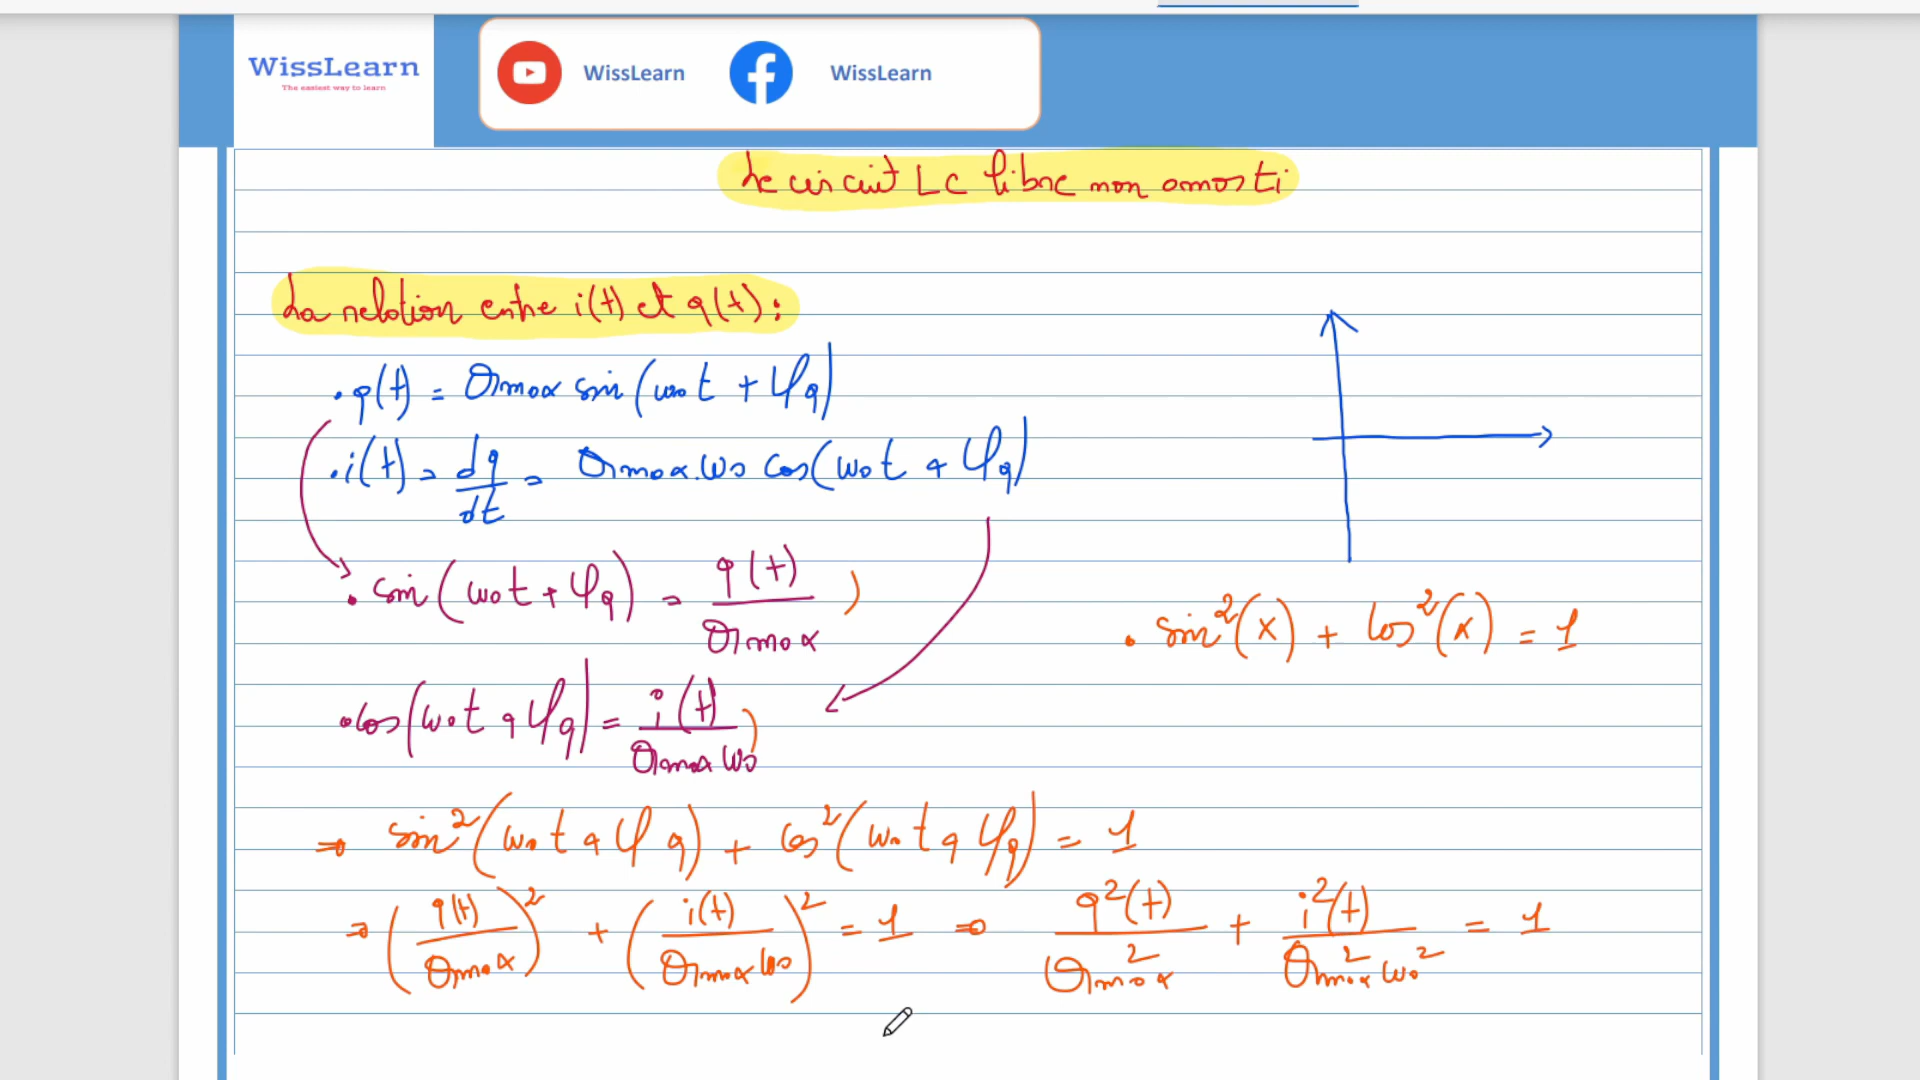 WissLearn
The easiest way to learn
WissLearn
WissLearn
Le circuit LC libre non amorti
La relation entre i(t) et q(t) :
. q(t) = Qmax sin(ω₀t + φq)
. i(t) = dq/dt = Qmax.ω₀ cos(ω₀t + φq)
. sin(ω₀t + φq) = q(t)/Qmax )
. sin²(x) + cos²(x) = 1
. cos(ω₀t + φq) = i(t)/Qmax ω₀ )
⇒ sin²(ω₀t + φq) + cos²(ω₀t + φq) = 1
⇒ (q(t)/Qmax)² + (i(t)/Qmax ω₀)² = 1 ⇒ q²(t)/Q²max + i²(t)/Q²max ω₀² = 1